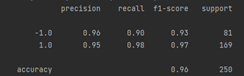 precision recall f1-score support
-1.0 0.96 0.90 0.93 81
1.0 0.95 0.98 0.97 169
accuracy 0.96 250